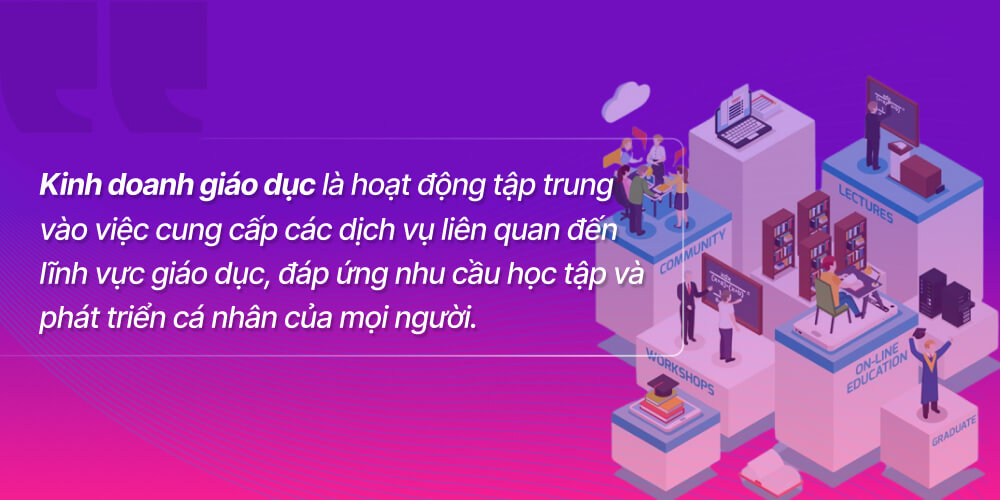 Kinh doanh giáo dục là hoạt động tập trung
vào việc cung cấp các dịch vụ liên quan đến
lĩnh vực giáo dục, đáp ứng nhu cầu học tập và
phát triển cá nhân của mọi người.
LECTURES
COMMUNITY
WORKSHOPS
ON-LINE
EDUCATION
GRADUATE